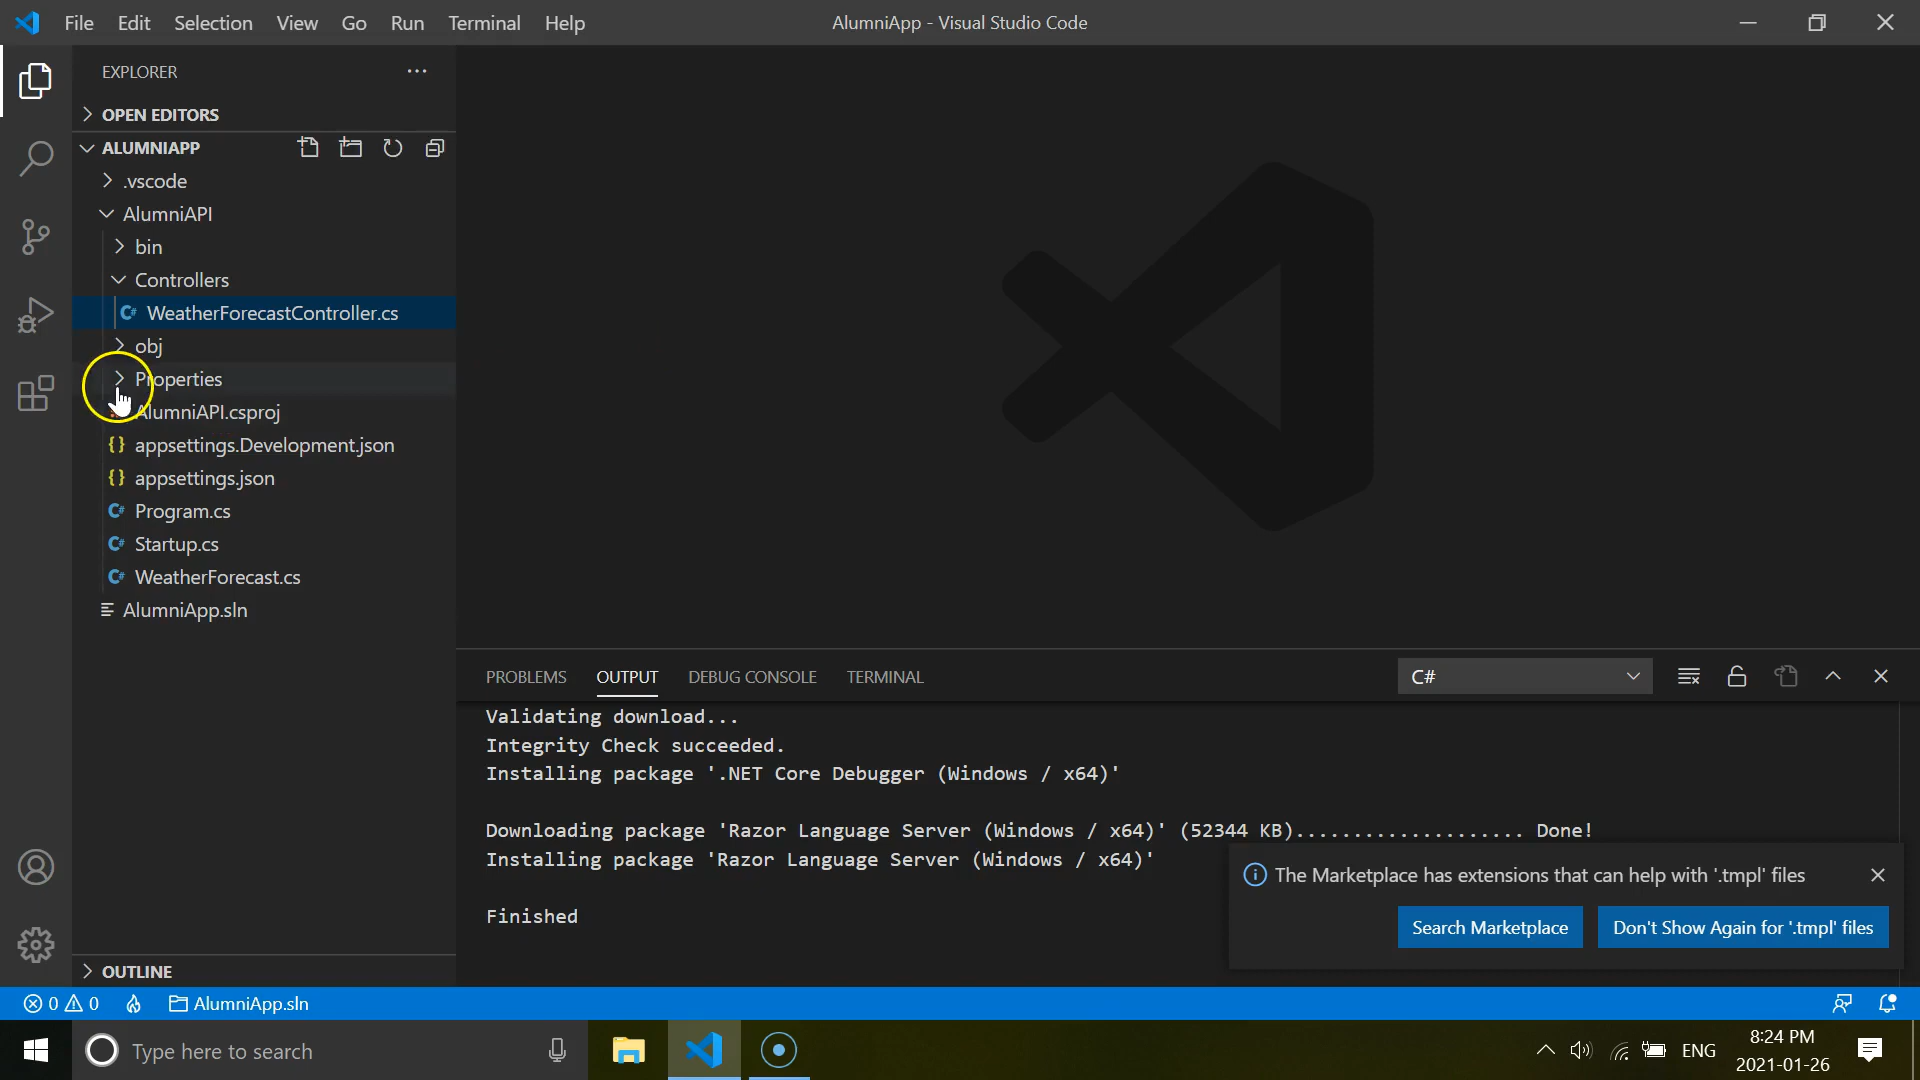 File Edit Selection View Go Run Terminal Help
AlumniApp - Visual Studio Code
EXPLORER
OPEN EDITORS
ALUMNIAPP
.vscode
AlumniAPI
bin
Controllers
WeatherForecastController.cs
obj
Properties
AlumniAPI.csproj
{} appsettings.Development.json
{} appsettings.json
C# Program.cs
C# Startup.cs
C# WeatherForecast.cs
AlumniApp.sln
OUTLINE
PROBLEMS OUTPUT DEBUG CONSOLE TERMINAL
C#
Validating download...
Integrity Check succeeded.
Installing package '.NET Core Debugger (Windows / x64)'
Downloading package 'Razor Language Server (Windows / x64)' (52344 KB).................... Done!
Installing package 'Razor Language Server (Windows / x64)'
Finished
The Marketplace has extensions that can help with '.tmpl' files
Search Marketplace
Don't Show Again for '.tmpl' files
0 0 AlumniApp.sln
Type here to search
ENG
8:24 PM
2021-01-26